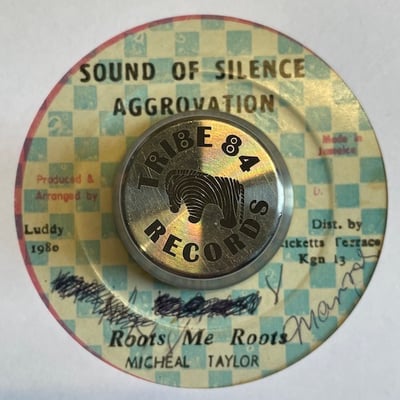 SOUND OF SILENCE
AGGROVATION
TRIBE 84
RECORDS
Made in
Jamaica
Produced &
Arranged by
D.
Luddy
1980
Dist. by
icketts Terrace
Kgn 13
Roots Me Roots
MICHEAL TAYLOR